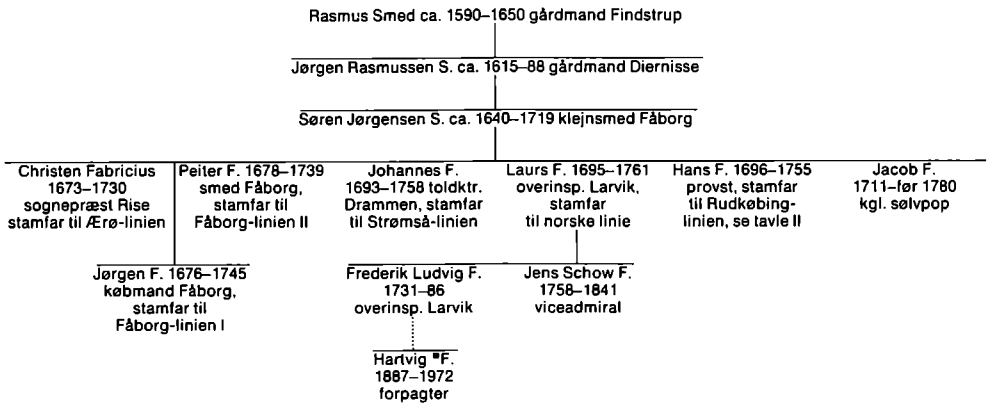 Rasmus Smed ca. 1590–1650 gårdmand Findstrup
Jørgen Rasmussen S. ca. 1615–88 gårdmand Diernisse
Søren Jørgensen S. ca. 1640–1719 klejnsmed Fåborg
Christen Fabricius
1673–1730
sognepræst Rise
stamfar til Ærø-linien
Peiter F. 1678–1739
smed Fåborg,
stamfar til
Fåborg-linien II
Johannes F.
1693–1758 toldktr.
Drammen, stamfar
til Strømså-linien
Laurs F. 1695–1761
overinsp. Larvik,
stamfar
til norske linie
Hans F. 1696–1755
provst, stamfar
til Rudkøbing-
linien, se tavle II
Jacob F.
1711–før 1780
kgl. sølvpop
Jørgen F. 1676–1745
købmand Fåborg,
stamfar til
Fåborg-linien I
Frederik Ludvig F.
1731–86
overinsp. Larvik
Jens Schow F.
1758–1841
viceadmiral
Hartvig *F.
1887–1972
forpagter